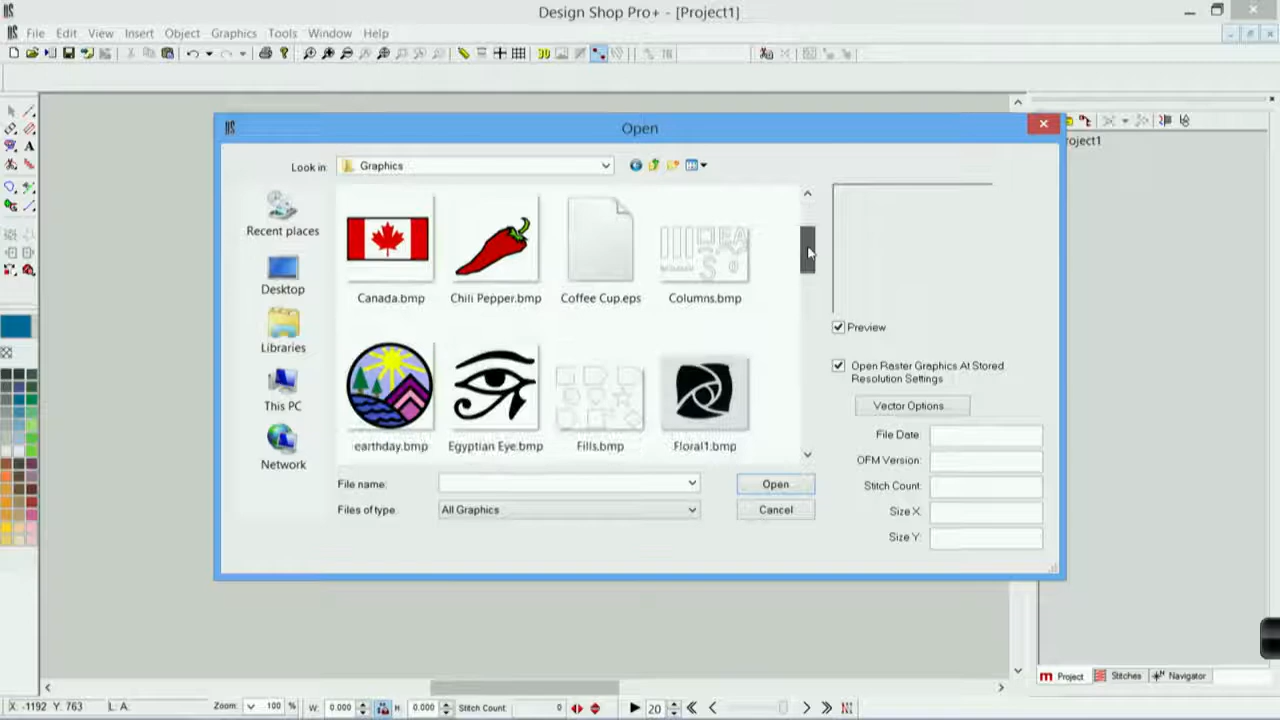 Design Shop Pro+ - [Project1]
File Edit View Insert Object Graphics Tools Window Help
3D
Open
Project1
Look in: Graphics
Recent places
Desktop
Libraries
This PC
Network
Canada.bmp Chili Pepper.bmp Coffee Cup.eps Columns.bmp
earthday.bmp Egyptian Eye.bmp Fills.bmp Floral1.bmp
File name: Open
Files of type: All Graphics Cancel
Preview
Open Raster Graphics At Stored
Resolution Settings
Vector Options...
File Date:
OFM Version:
Stitch Count:
Size X:
Size Y:
Project Stitches Navigator
X: -1192 Y: 763 L: A: Zoom: 100 % W: 0.000 H: 0.000 Stitch Count: 0 20